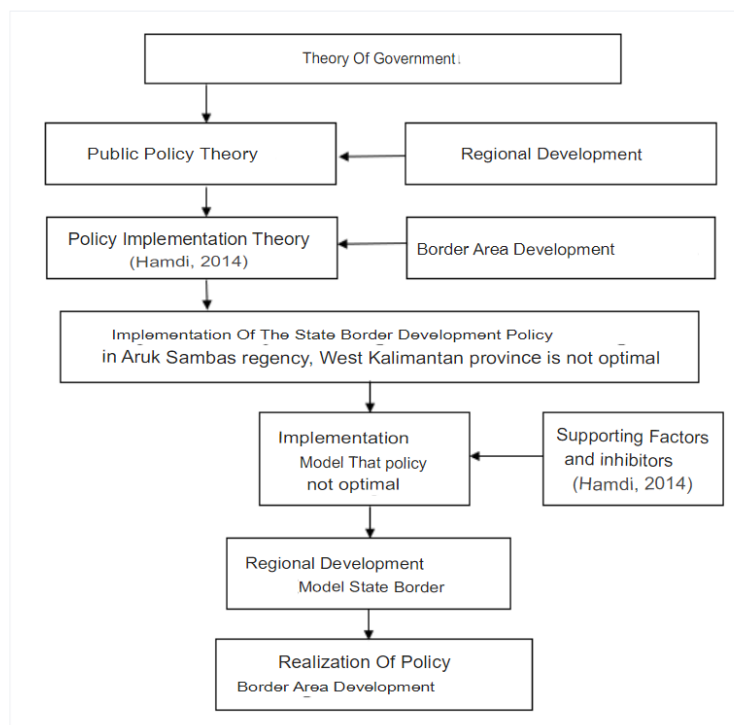 Theory Of Government
Public Policy Theory
Regional Development
Policy Implementation Theory
(Hamdi, 2014)
Border Area Development
Implementation Of The State Border Development Policy
in Aruk Sambas regency, West Kalimantan province is not optimal
Implementation
Model That policy
not optimal
Supporting Factors
and inhibitors
(Hamdi, 2014)
Regional Development
Model State Border
Realization Of Policy
Border Area Development